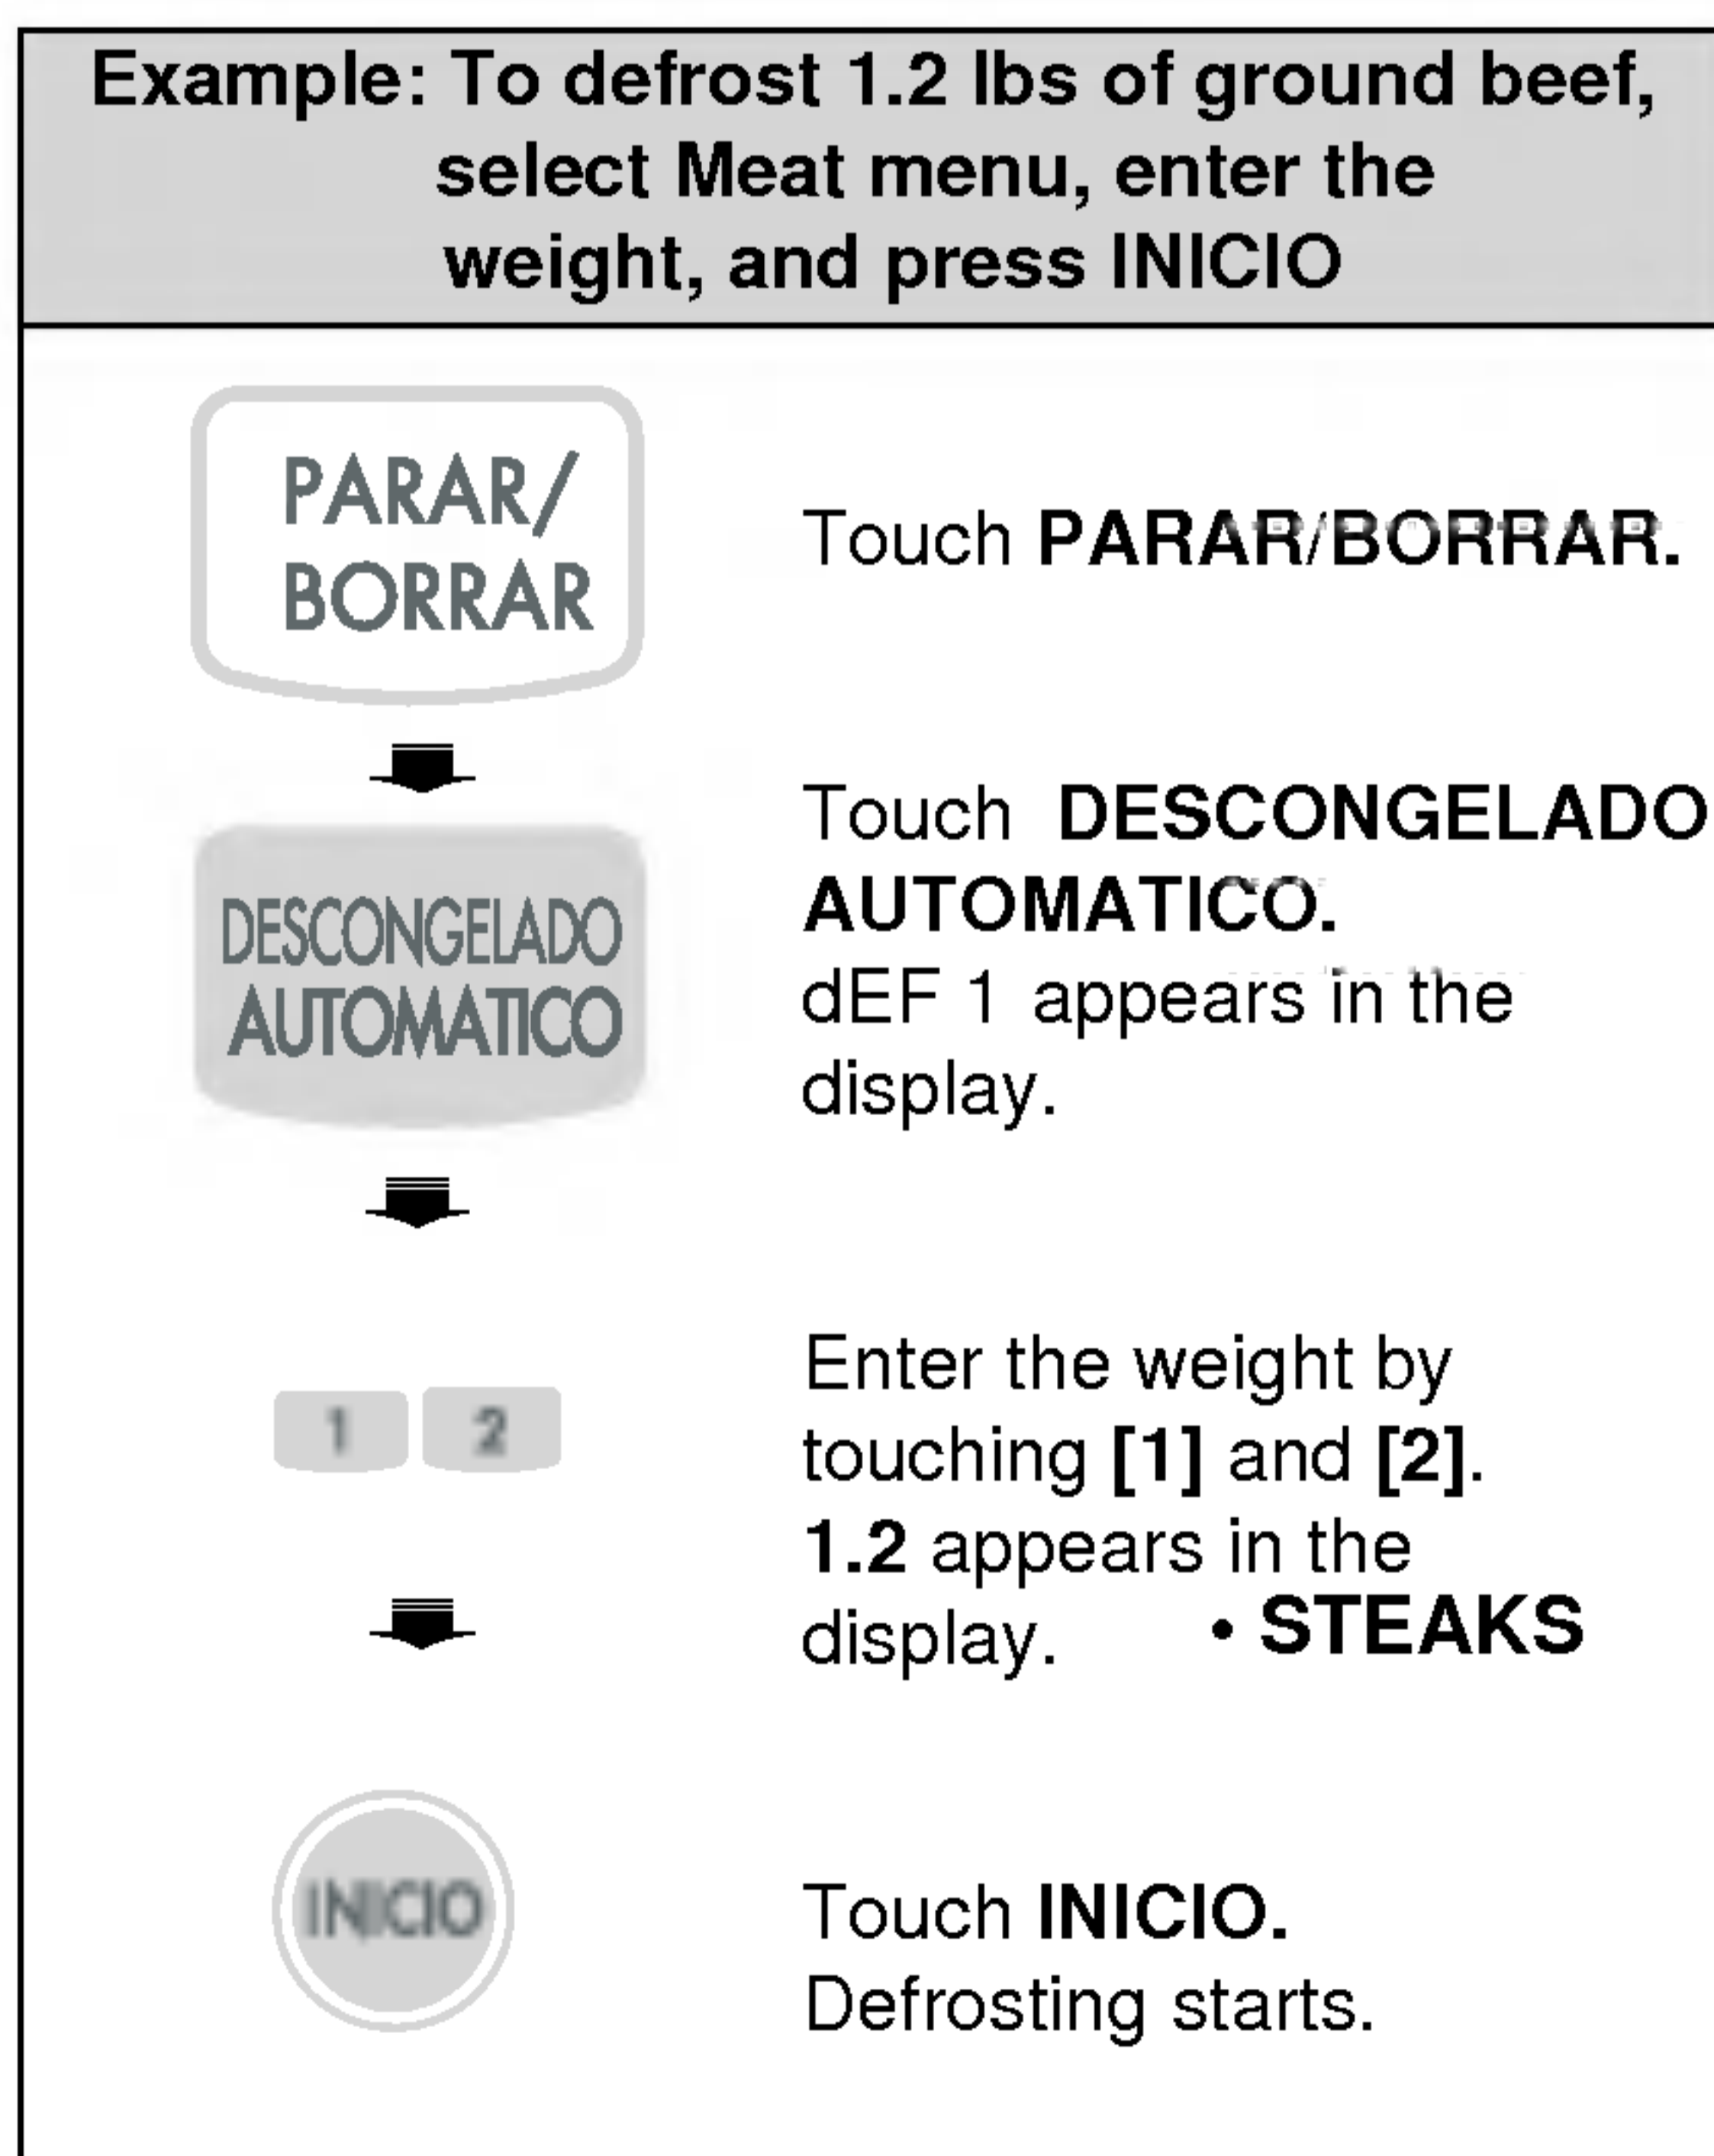 Example: To defrost 1.2 lbs of ground beef,
select Meat menu, enter the
weight, and press INICIO
PARAR/
BORRAR
Touch PARAR/BORRAR.
DESCONGELADO
AUTOMATICO
Touch DESCONGELADO
AUTOMATICO.
dEF 1 appears in the
display.
1 2
Enter the weight by
touching [1] and [2].
1.2 appears in the
display. • STEAKS
INICIO
Touch INICIO.
Defrosting starts.